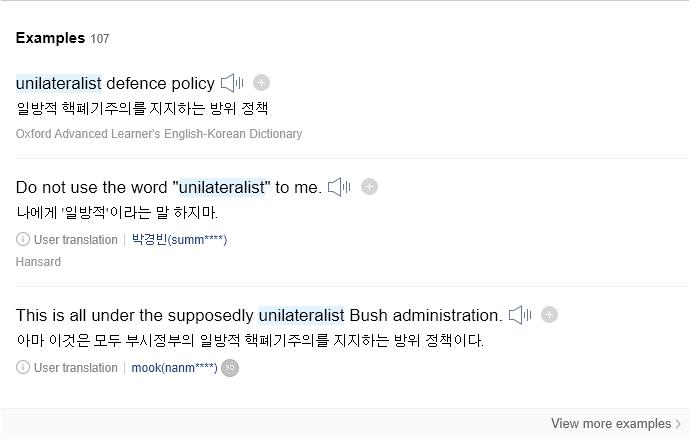 Examples 107
unilateralist defence policy
일방적 핵폐기주의를 지지하는 방위 정책
Oxford Advanced Learner's English-Korean Dictionary
Do not use the word "unilateralist" to me.
나에게 '일방적'이라는 말 하지마.
User translation | 박경빈(summ****)
Hansard
This is all under the supposedly unilateralist Bush administration.
아마 이것은 모두 부시정부의 일방적 핵폐기주의를 지지하는 방위 정책이다.
User translation | mook(nanm****) 30
View more examples >